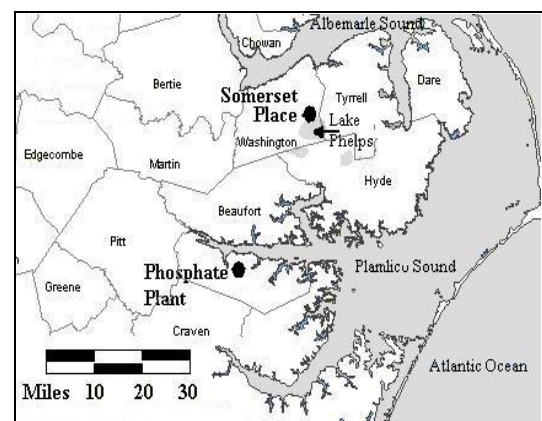 Albemarle Sound
Chowan
Bertie
Dare
Somerset
Place
Tyrrell
Lake
Phelps
Edgecombe
Washington
Martin
Hyde
Beaufort
Pitt
Phosphate
Plant
Plamlico Sound
Greene
Craven
Atlantic Ocean
Miles 10 20 30